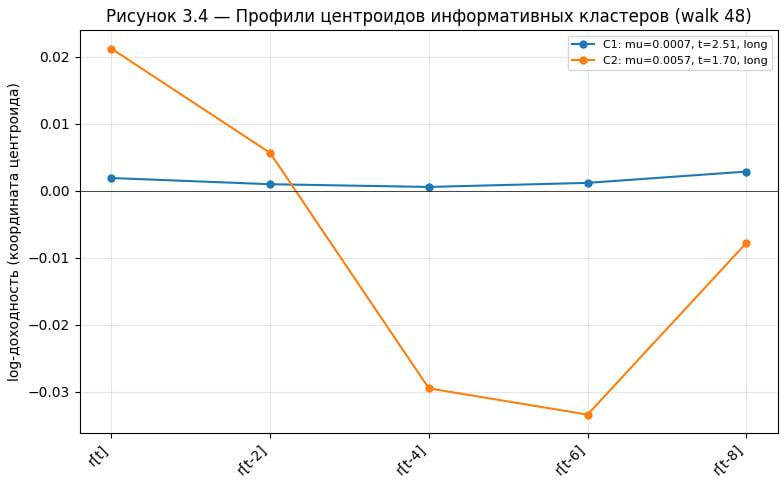 Рисунок 3.4 — Профили центроидов информативных кластеров (walk 48)
C1: mu=0.0007, t=2.51, long
C2: mu=0.0057, t=1.70, long
log-доходность (координата центроида)
0.02
0.01
0.00
−0.01
−0.02
−0.03
r[t]
r[t-2]
r[t-4]
r[t-6]
r[t-8]